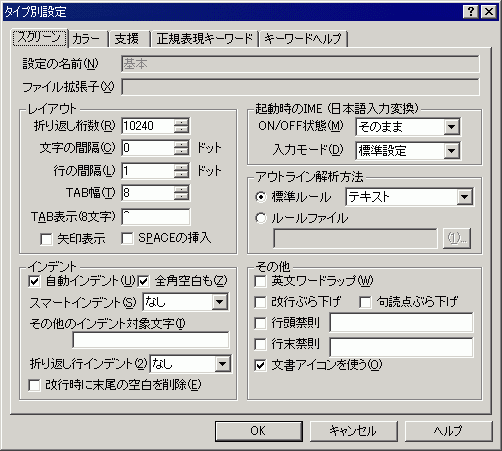 タイプ別設定
スクリーン カラー 支援 正規表現キーワード キーワードヘルプ
設定の名前(N) 基本
ファイル拡張子(X)
レイアウト
折り返し桁数(R) 10240
文字の間隔(C) 0 ドット
行の間隔(L) 1 ドット
TAB幅(T) 8
TAB表示(8文字) ^
矢印表示 SPACEの挿入
起動時のIME (日本語入力変換)
ON/OFF状態(M) そのまま
入力モード(D) 標準設定
アウトライン解析方法
標準ルール テキスト
ルールファイル
(1)...
インデント
自動インデント(U) 全角空白も(Z)
スマートインデント(S) なし
その他のインデント対象文字(I)
折り返し行インデント(2) なし
改行時に末尾の空白を削除(E)
その他
英文ワードラップ(W)
改行ぶら下げ 句読点ぶら下げ
行頭禁則
行末禁則
文書アイコンを使う(O)
OK キャンセル ヘルプ